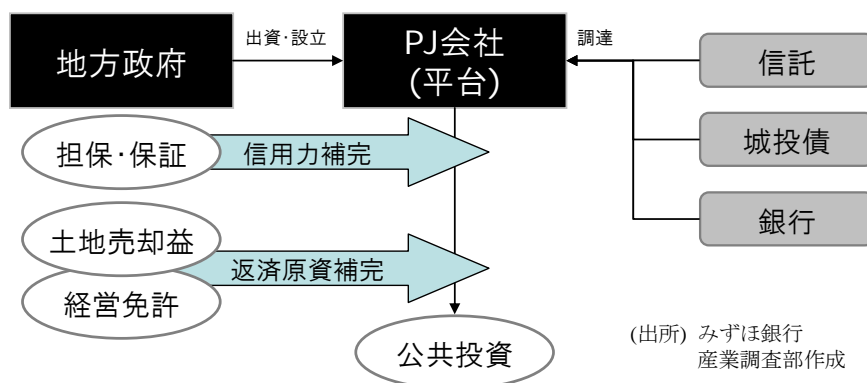 地方政府
出資・設立
PJ会社
(平台)
調達
信託
城投債
銀行
担保・保証
信用力補完
土地売却益
経営免許
返済原資補完
公共投資
(出所) みずほ銀行
産業調査部作成